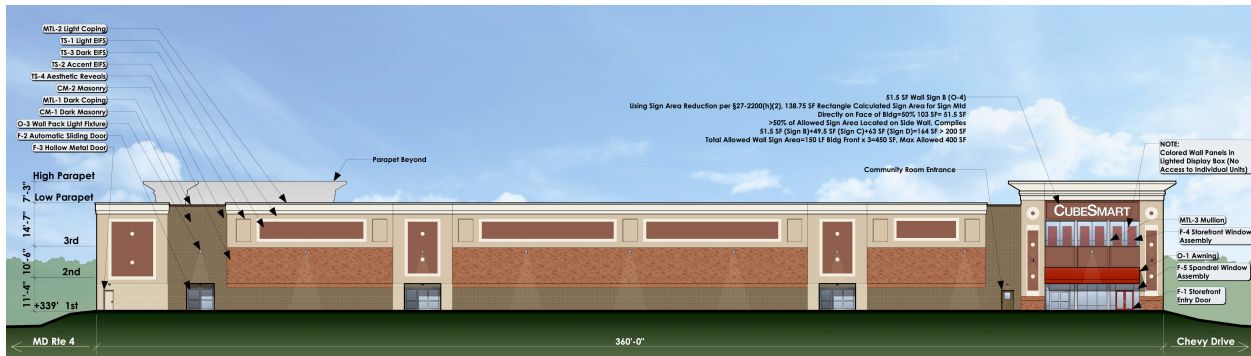 MTL-2 Light Coping
TS-1 Light EIFS
TS-3 Dark EIFS
TS-2 Accent EIFS
TS-4 Aesthetic Reveals
CM-2 Masonry
MTL-1 Dark Coping
CM-1 Dark Masonry
O-3 Wall Pack Light Fixture
F-2 Automatic Sliding Door
F-3 Hollow Metal Door
Parapet Beyond
51.5 SF Wall Sign B (O-4)
Using Sign Area Reduction per §27-2200(h)(2), 138.75 SF Rectangle Calculated Sign Area for Sign Mtd
Directly on Face of Bldg=50% 103 SF= 51.5 SF
>50% of Allowed Sign Area Located on Side Wall, Complies
51.5 SF (Sign B)+49.5 SF (Sign C)+63 SF (Sign D)=164 SF > 200 SF
Total Allowed Wall Sign Area=150 LF Bldg Front x 3=450 SF, Max Allowed 400 SF
Community Room Entrance
NOTE:
Colored Wall Panels in
Lighted Display Box (No
Access to Individual Units)
High Parapet
7'-3"
Low Parapet
14'-7"
3rd
10'-6"
2nd
11'-4"
+339' 1st
CUBESMART
MTL-3 Mullion
F-4 Storefront Window
Assembly
O-1 Awning
F-5 Spandrel Window
Assembly
F-1 Storefront
Entry Door
MD Rte 4
360'-0"
Chevy Drive